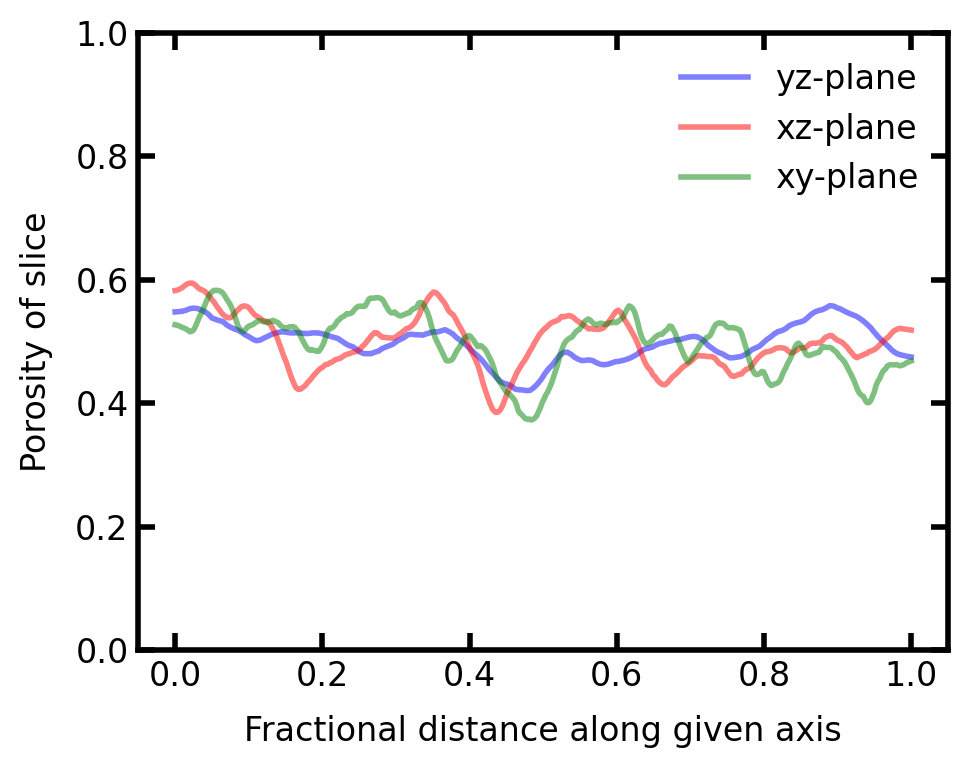 1.0
0.8
0.6
0.4
0.2
0.0
Porosity of slice
yz-plane
xz-plane
xy-plane
0.0 0.2 0.4 0.6 0.8 1.0
Fractional distance along given axis